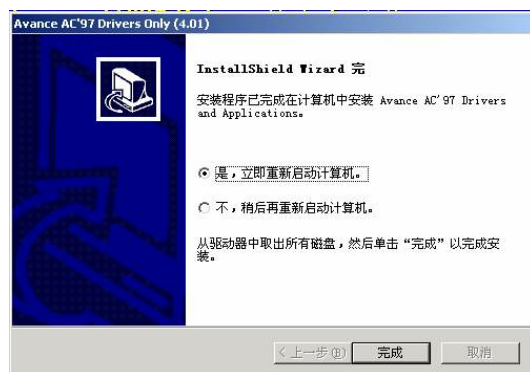 Avance AC'97 Drivers Only (4.01)
InstallShield Wizard 完
安装程序已完成在计算机中安装 Avance AC'97 Drivers
and Applications。
是，立即重新启动计算机。
不，稍后再重新启动计算机。
从驱动器中取出所有磁盘，然后单击“完成”以完成安
装。
< 上一步(B)
完成
取消